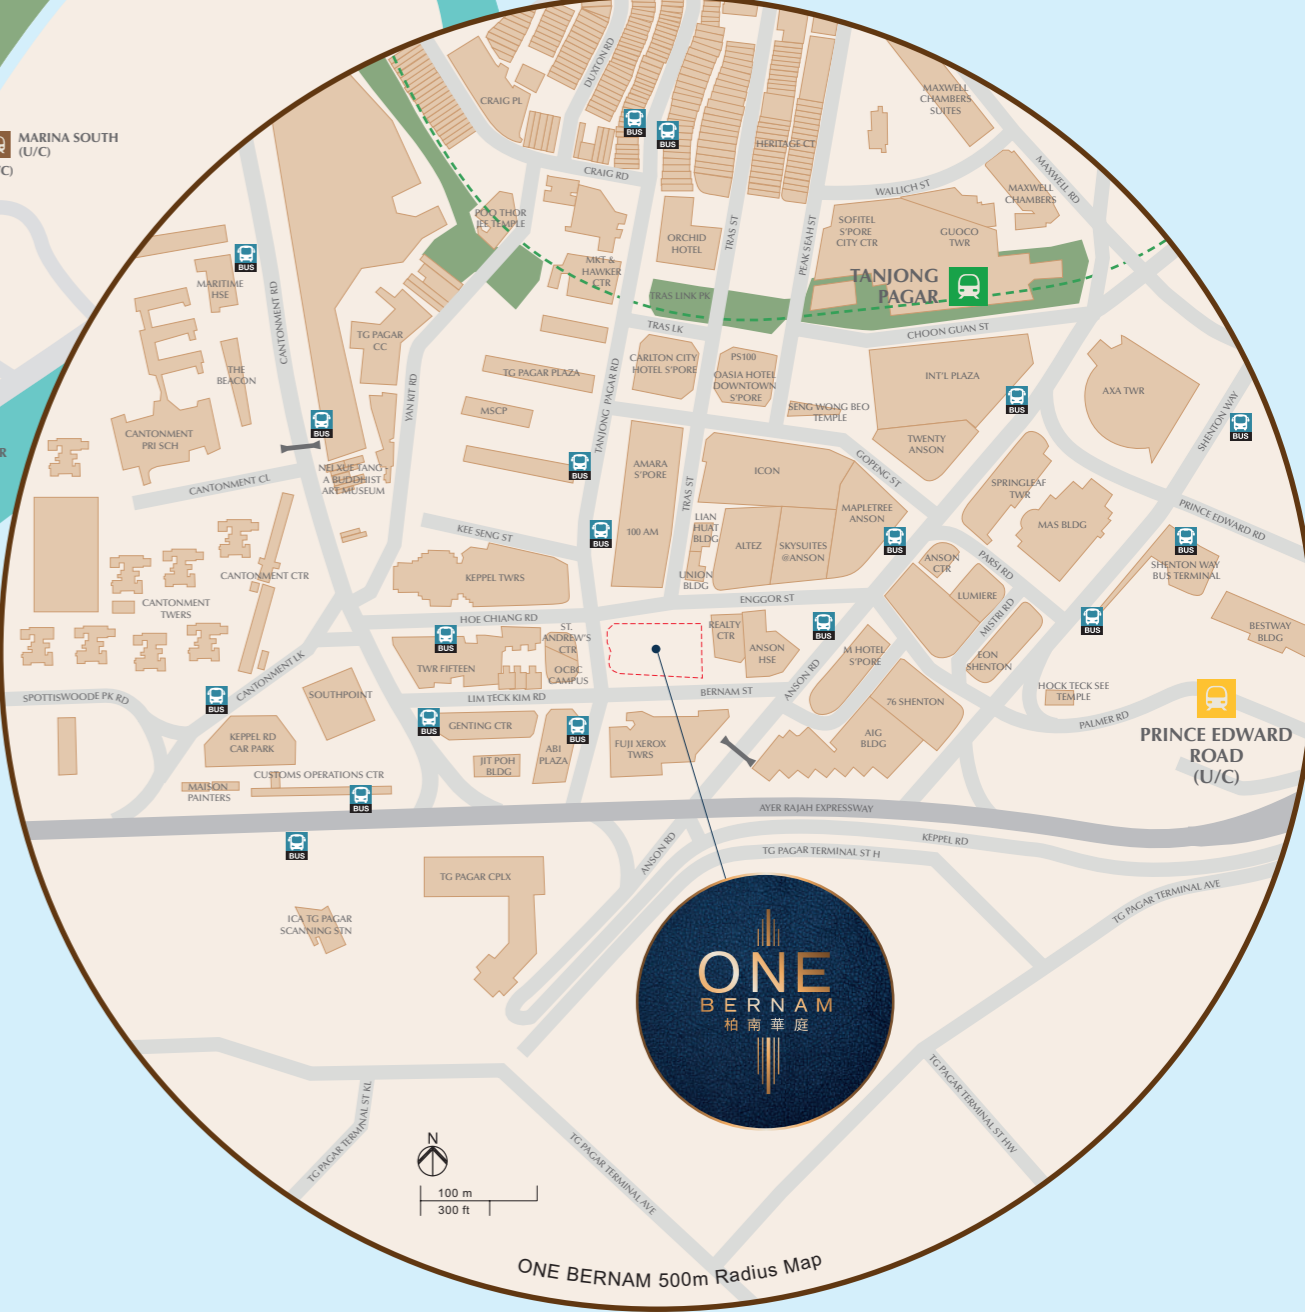 MARINA SOUTH
(U/C)
C)
R
CRAIG PL
DUXTON RD
BUS
BUS
CRAIG RD
HERITAGE CT
MAXWELL
CHAMBERS
SUITES
MAXWELL RD
WALLICH ST
MAXWELL
CHAMBERS
POO THOR
JEE TEMPLE
ORCHID
HOTEL
TRAS ST
PEAK SEAH ST
SOFITEL
S'PORE
CITY CTR
GUOCO
TWR
BUS
MARITIME
HSE
CANTONMENT RD
MKT &
HAWKER
CTR
TRAS LINK PK
TANJONG
PAGAR
TRAS LK
CHOON GUAN ST
TG PAGAR
CC
THE
BEACON
YAN KIT RD
TG PAGAR PLAZA
MSCP
TANJONG PAGAR RD
CARLTON CITY
HOTEL S'PORE
PS100
OASIA HOTEL
DOWNTOWN
S'PORE
SENG WONG BEO
TEMPLE
INT'L PLAZA
TWENTY
ANSON
BUS
AXA TWR
SHENTON WAY
BUS
BUS
CANTONMENT
PRI SCH
CANTONMENT CL
NEI XUE TANG -
A BUDDHIST
ART MUSEUM
BUS
AMARA
S'PORE
100 AM
TRAS ST
ICON
GOPENG ST
MAPLETREE
ANSON
SPRINGLEAF
TWR
MAS BLDG
PRINCE EDWARD RD
BUS
SHENTON WAY
BUS TERMINAL
KEE SENG ST
BUS
LIAN
HUAT
BLDG
ALTEZ
SKYSUITES
@ANSON
UNION
BLDG
BUS
ANSON
CTR
PARSI RD
LUMIERE
MISTRI RD
EON
SHENTON
CANTONMENT CTR
CANTONMENT
TWERS
KEPPEL TWRS
HOE CHIANG RD
ENGGOR ST
BUS
BESTWAY
BLDG
BUS
TWR FIFTEEN
ST.
ANDREW'S
CTR
OCBC
CAMPUS
REALTY
CTR
ANSON
HSE
BUS
M HOTEL
S'PORE
ANSON RD
BERNAM ST
LIM TECK KIM RD
SPOTTISWOODE PK RD
BUS
CANTONMENT LK
SOUTHPOINT
BUS
GENTING CTR
JIT POH
BLDG
ABI
PLAZA
BUS
FUJI XEROX
TWRS
76 SHENTON
AIG
BLDG
HOCK TECK SEE
TEMPLE
PALMER RD
PRINCE EDWARD
ROAD
(U/C)
KEPPEL RD
CAR PARK
CUSTOMS OPERATIONS CTR
MAISON
PAINTERS
BUS
BUS
AYER RAJAH EXPRESSWAY
KEPPEL RD
TG PAGAR TERMINAL ST H
ANSON RD
TG PAGAR CPLX
ICA TG PAGAR
SCANNING STN
TG PAGAR TERMINAL AVE
ONE
BERNAM
柏南華庭
TG PAGAR TERMINAL ST KL
TG PAGAR TERMINAL AVE
TG PAGAR TERMINAL ST HW
N
100 m
300 ft
ONE BERNAM 500m Radius Map